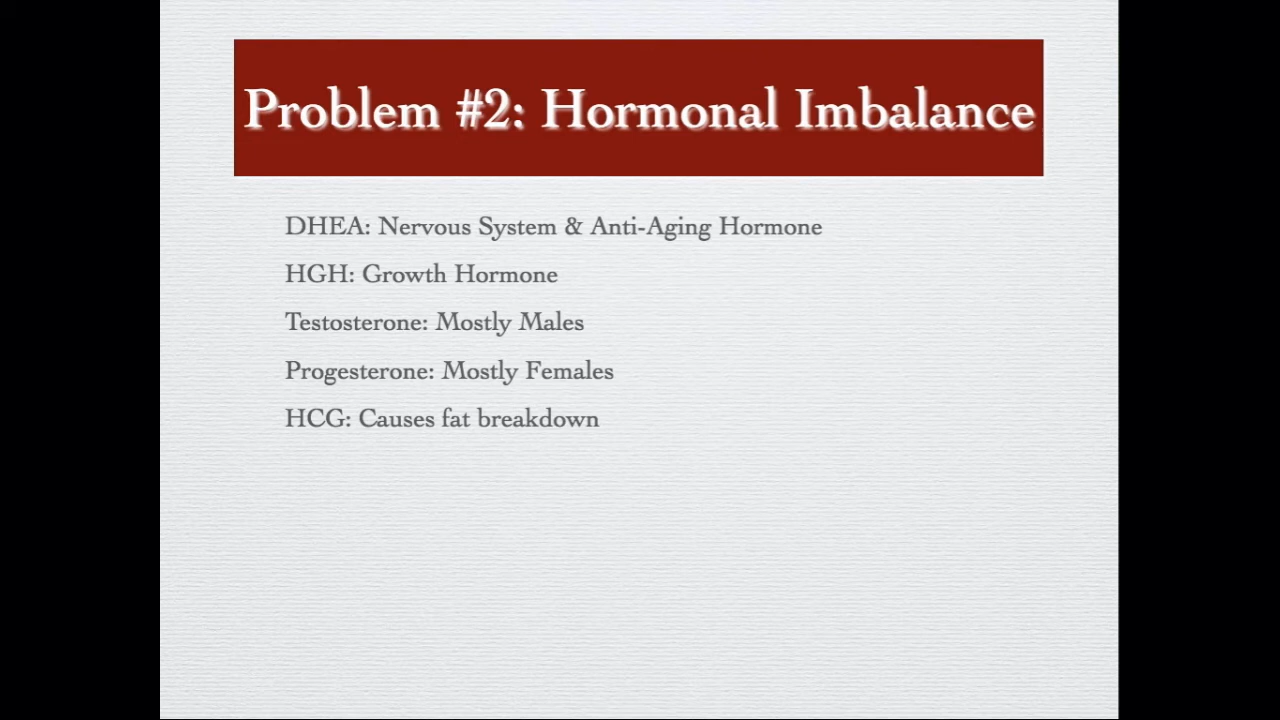 Problem #2: Hormonal Imbalance
DHEA: Nervous System & Anti-Aging Hormone
HGH: Growth Hormone
Testosterone: Mostly Males
Progesterone: Mostly Females
HCG: Causes fat breakdown